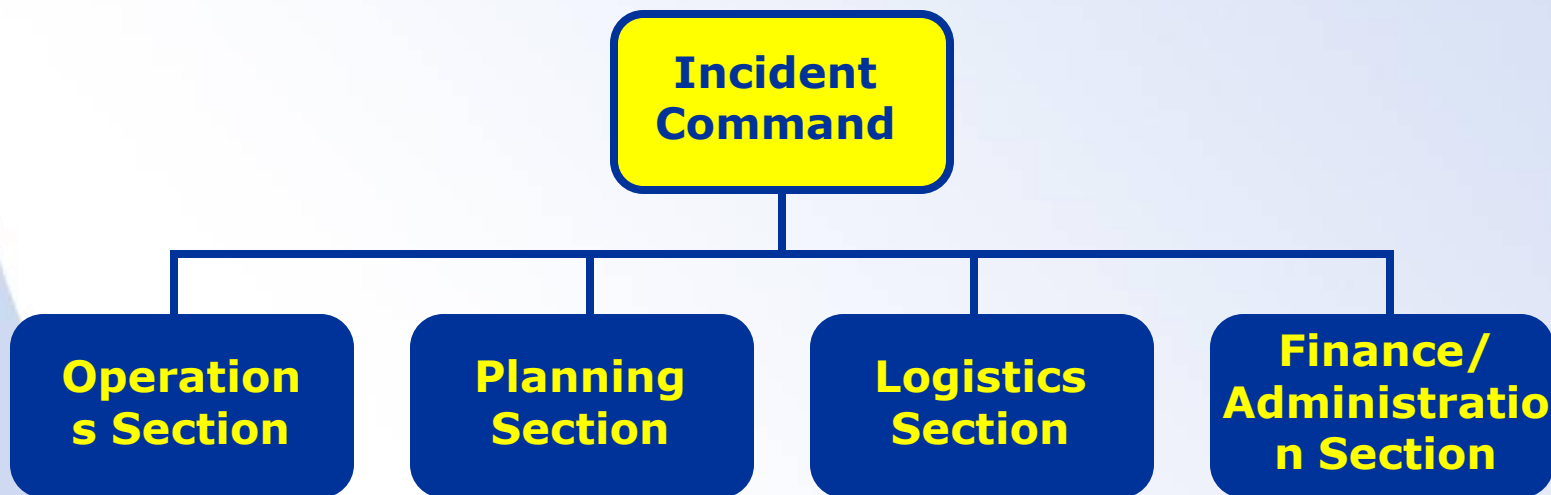 Incident
Command
Operation
s Section
Planning
Section
Logistics
Section
Finance/
Administratio
n Section